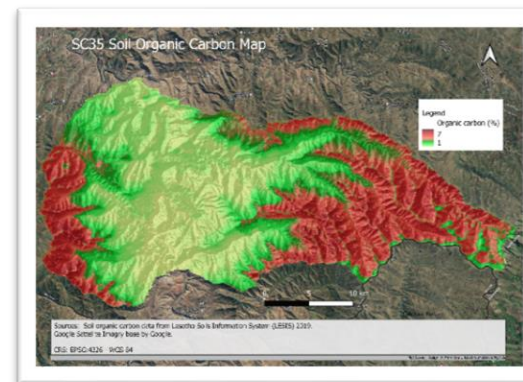 SC35 Soil Organic Carbon Map
Legend
Organic carbon (%)
7
1
0 5 10 km
Sources: Soil organic carbon data from Lesotho Soils Information System (LESIS) 2019.
Google Satellite Imagery base by Google.
CRS: EPSG:4326 - WGS 84